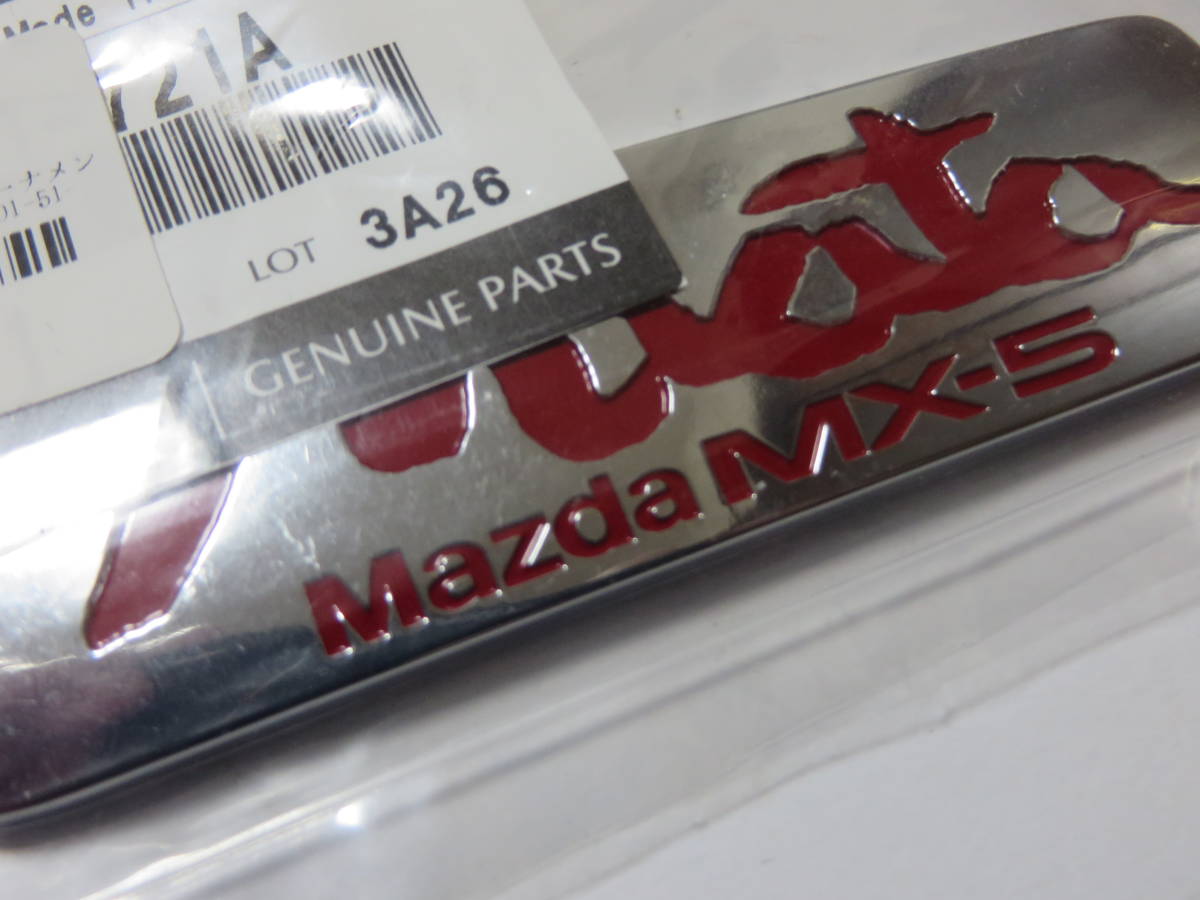 Made
721A
LOT 3A26
GENUINE PARTS
ーナメン
01-51
Mazda MX-5